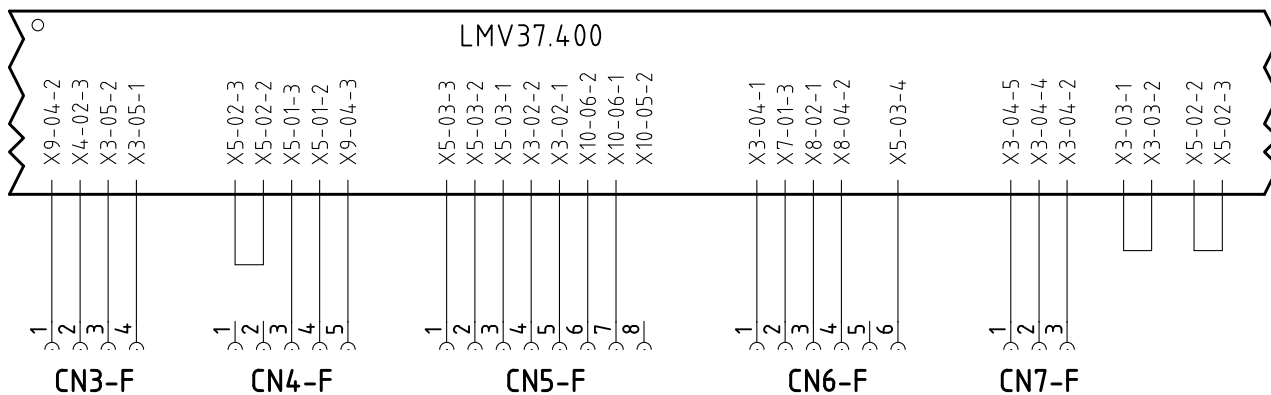 LMV37.400
X9-04-2
X4-02-3
X3-05-2
X3-05-1
X5-02-3
X5-02-2
X5-01-3
X5-01-2
X9-04-3
X5-03-3
X5-03-2
X5-03-1
X3-02-2
X3-02-1
X10-06-2
X10-06-1
X10-05-2
X3-04-1
X7-01-3
X8-02-1
X8-04-2
X5-03-4
X3-04-5
X3-04-4
X3-04-2
X3-03-1
X3-03-2
X5-02-2
X5-02-3
1 2 3 4
1 2 3 4 5
1 2 3 4 5 6 7 8
1 2 3 4 5 6
1 2 3
CN3-F
CN4-F
CN5-F
CN6-F
CN7-F